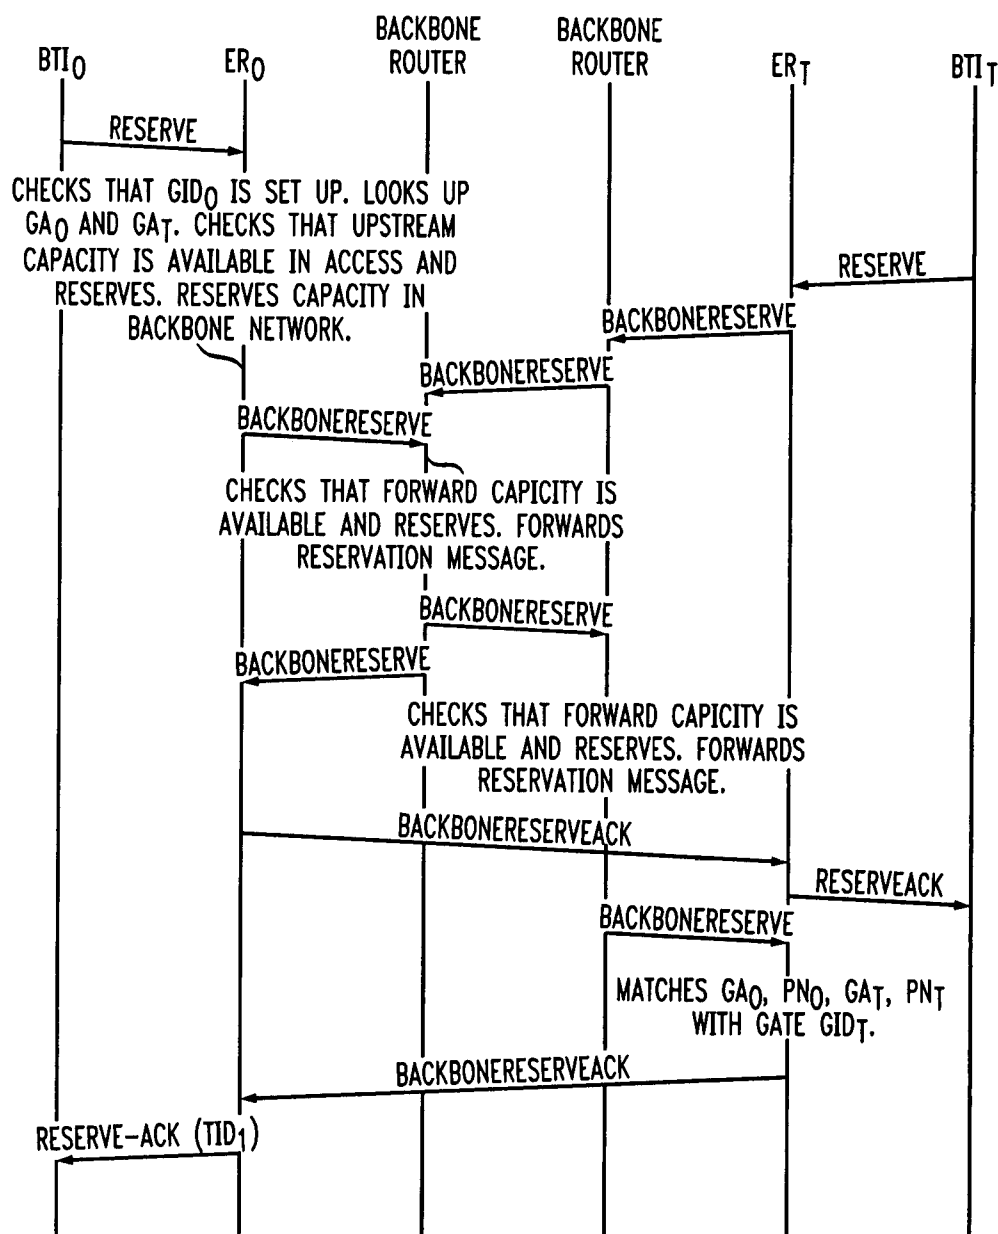 BACKBONE ROUTER
BACKBONE ROUTER
BTIO
ERO
ERT
BTIT
RESERVE
CHECKS THAT GIDO IS SET UP. LOOKS UP
GAO AND GAT. CHECKS THAT UPSTREAM
CAPACITY IS AVAILABLE IN ACCESS AND
RESERVES. RESERVES CAPACITY IN
BACKBONE NETWORK.
RESERVE
BACKBONERESERVE
BACKBONERESERVE
BACKBONERESERVE
CHECKS THAT FORWARD CAPICITY IS
AVAILABLE AND RESERVES. FORWARDS
RESERVATION MESSAGE.
BACKBONERESERVE
BACKBONERESERVE
CHECKS THAT FORWARD CAPICITY IS
AVAILABLE AND RESERVES. FORWARDS
RESERVATION MESSAGE.
BACKBONERESERVEACK
RESERVEACK
BACKBONERESERVE
MATCHES GAO, PNO, GAT, PNT
WITH GATE GIDT.
BACKBONERESERVEACK
RESERVE-ACK (TID1)